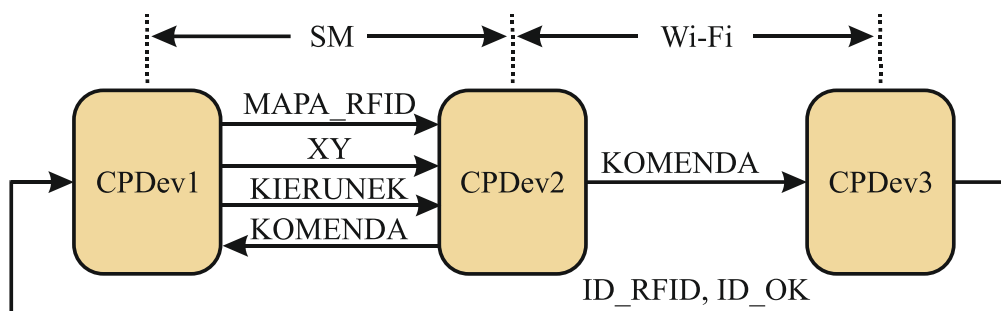 SM
Wi-Fi
MAPA_RFID
XY
KIERUNEK
KOMENDA
CPDev1
CPDev2
KOMENDA
CPDev3
ID_RFID, ID_OK